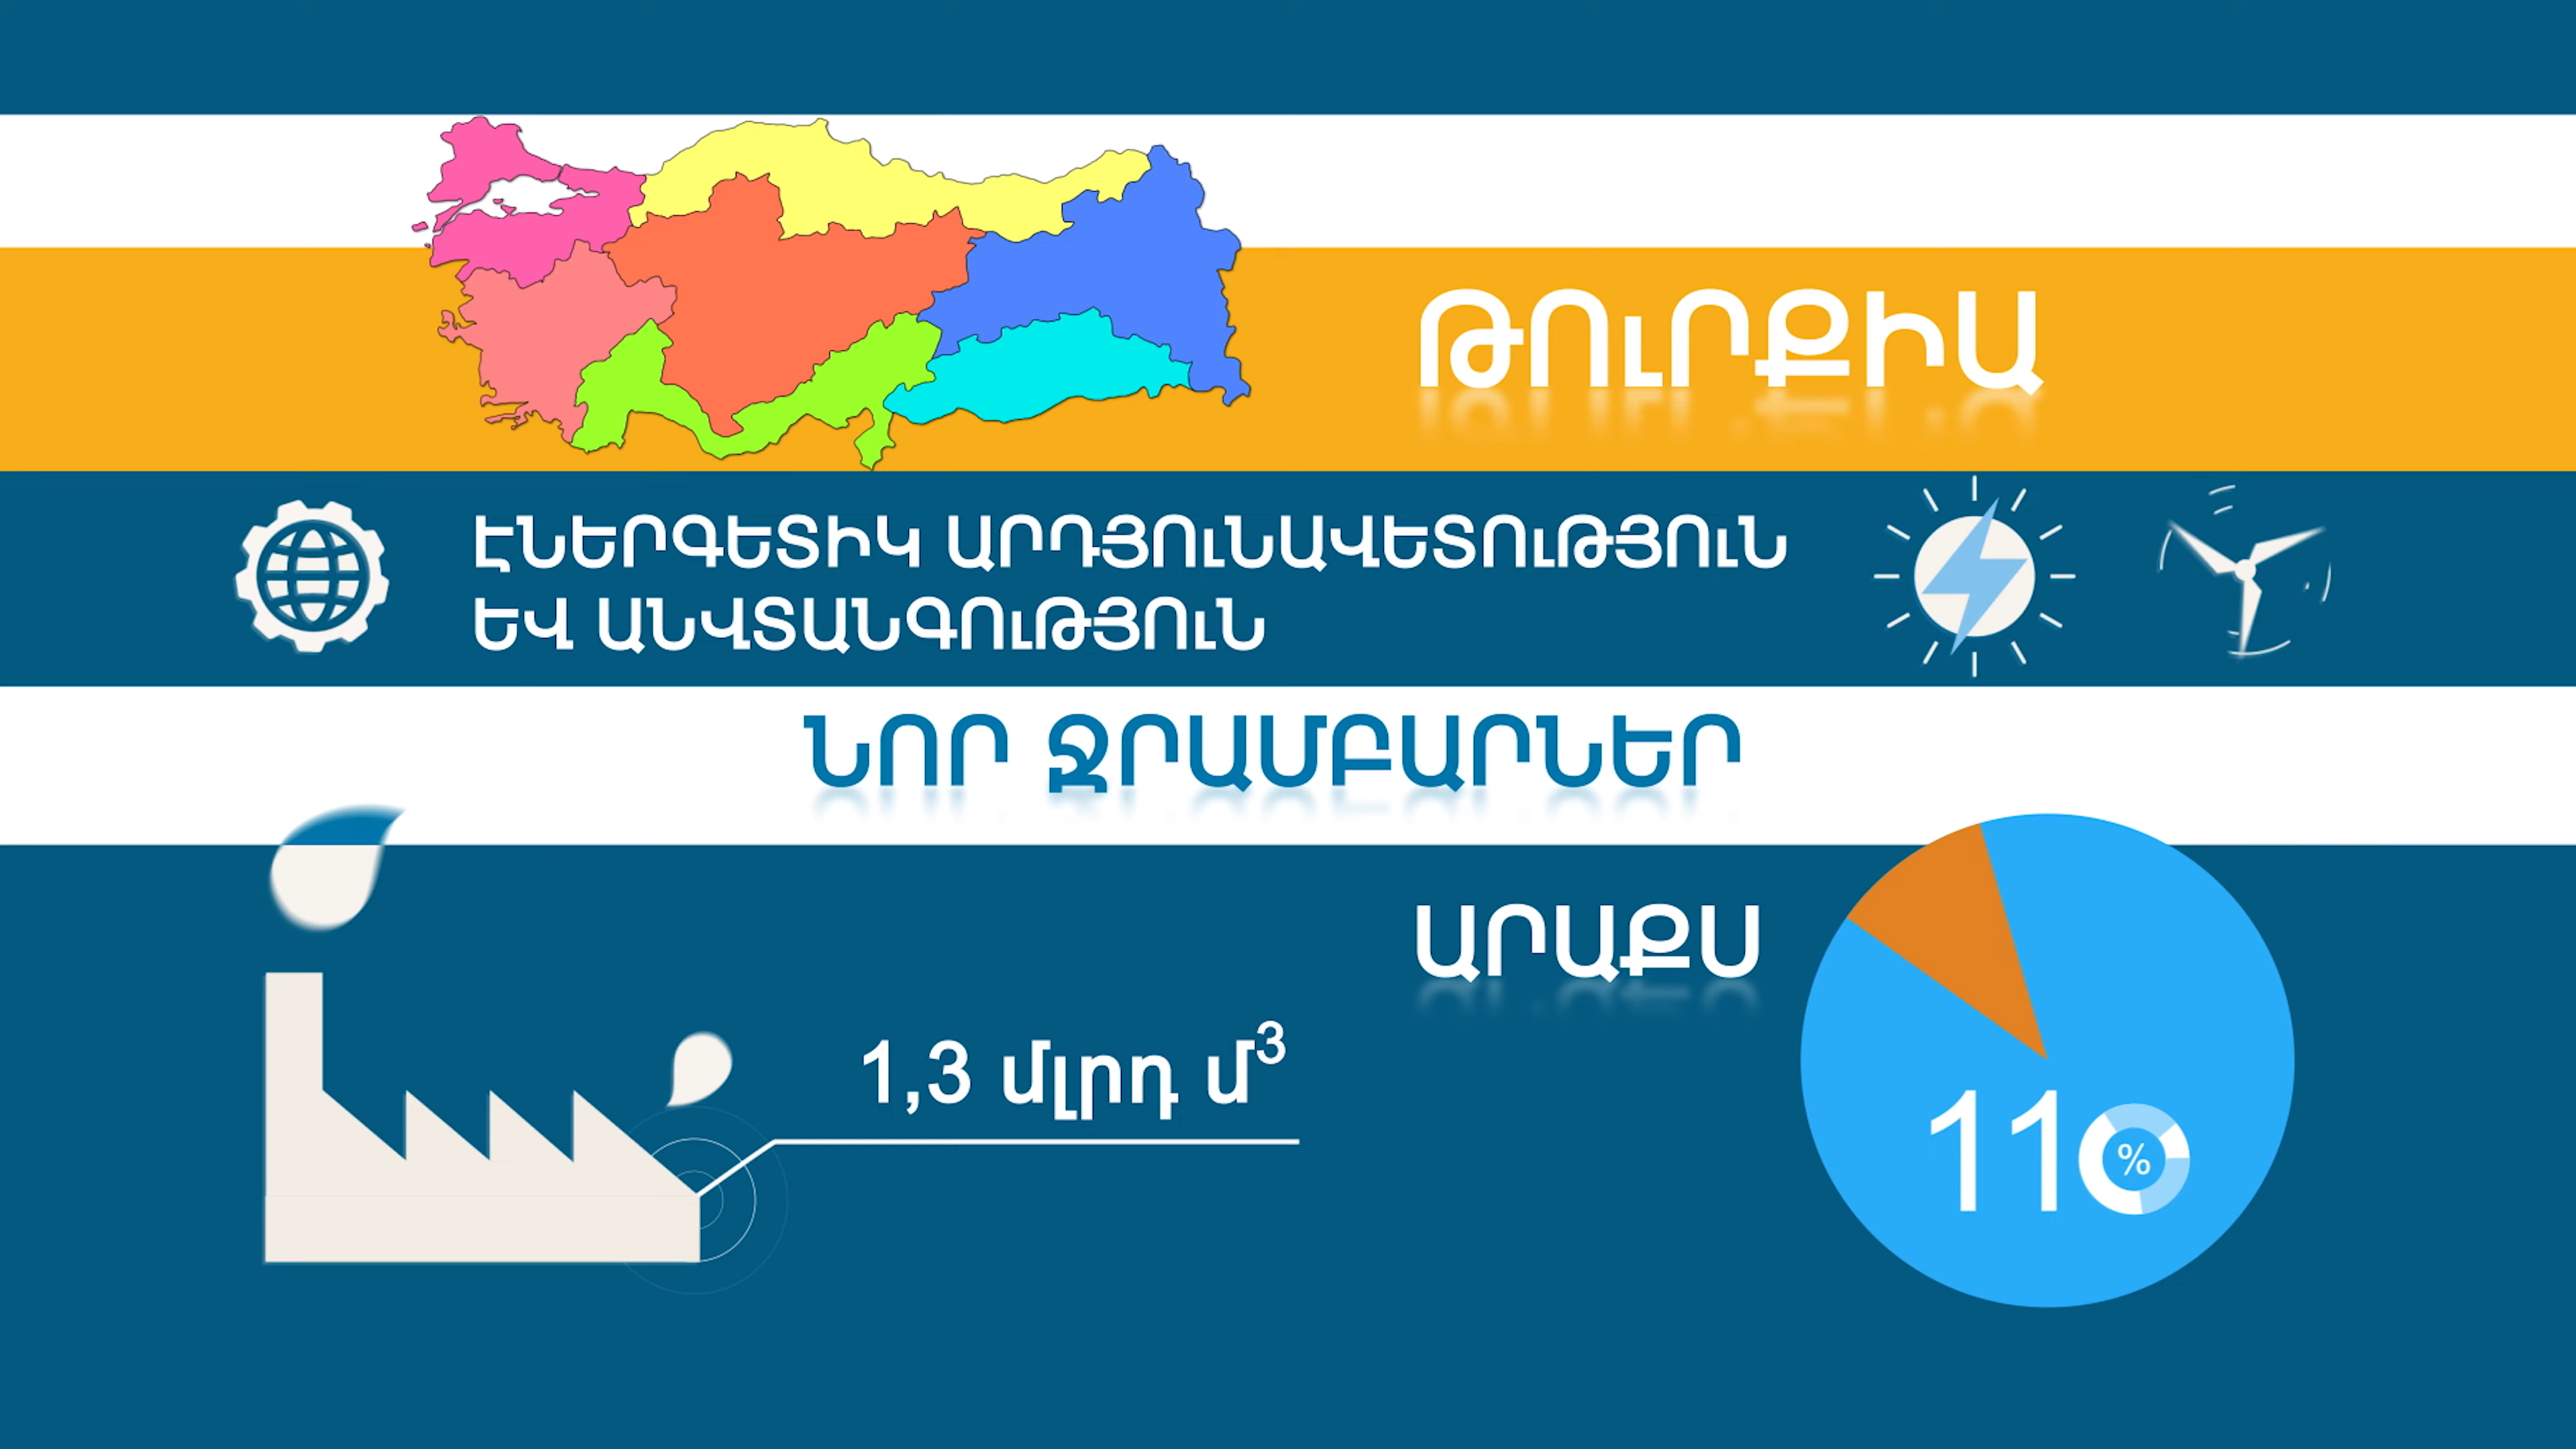 ԹՈՒՐՔԻԱ
ԷՆԵՐԳԵՏԻԿ ԱՐԴՅՈՒՆԱՎԵՏՈՒԹՅՈՒՆ
ԵՎ ԱՆՎՏԱՆԳՈՒԹՅՈՒՆ
ՆՈՐ ՋՐԱՄԲԱՐՆԵՐ
ԱՐԱՔՍ
1,3 մլրդ մ³
11 %